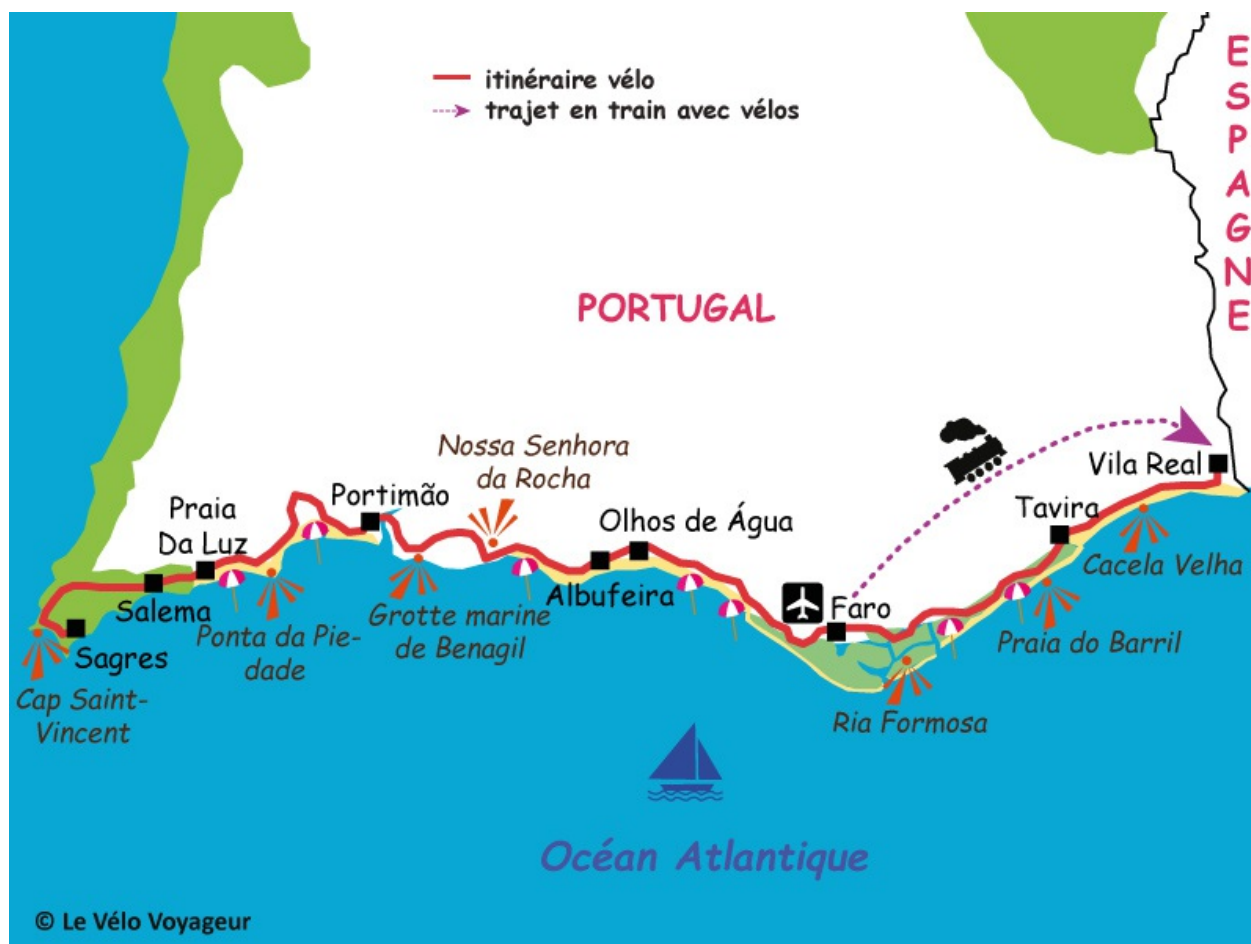 itinéraire vélo
trajet en train avec vélos
ESPAGNE
PORTUGAL
Nossa Senhora
da Rocha
Portimão
Praia
Da Luz
Olhos de Água
Vila Real
Tavira
Cacela Velha
Faro
Albufeira
Salema
Sagres
Ponta da Pie-
dade
Grotte marine
de Benagil
Praia do Barril
Ria Formosa
Cap Saint-
Vincent
Océan Atlantique
© Le Vélo Voyageur